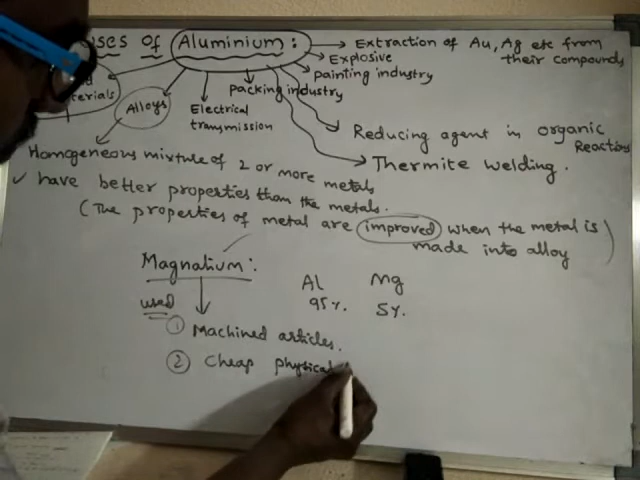 uses of Aluminium:
Extraction of Au, Ag etc from
their compounds
Explosive
painting industry
packing industry
Electrical
transmission
Alloys
Reducing agent in organic
Reactions
Thermite welding.
Homogeneous mixture of 2 or more metals
✓ have better properties than the metals.
(The properties of metal are improved when the metal is
made into alloy)
Magnalium:
Al Mg
95%. 5%.
used
① Machined articles.
② Cheap physical